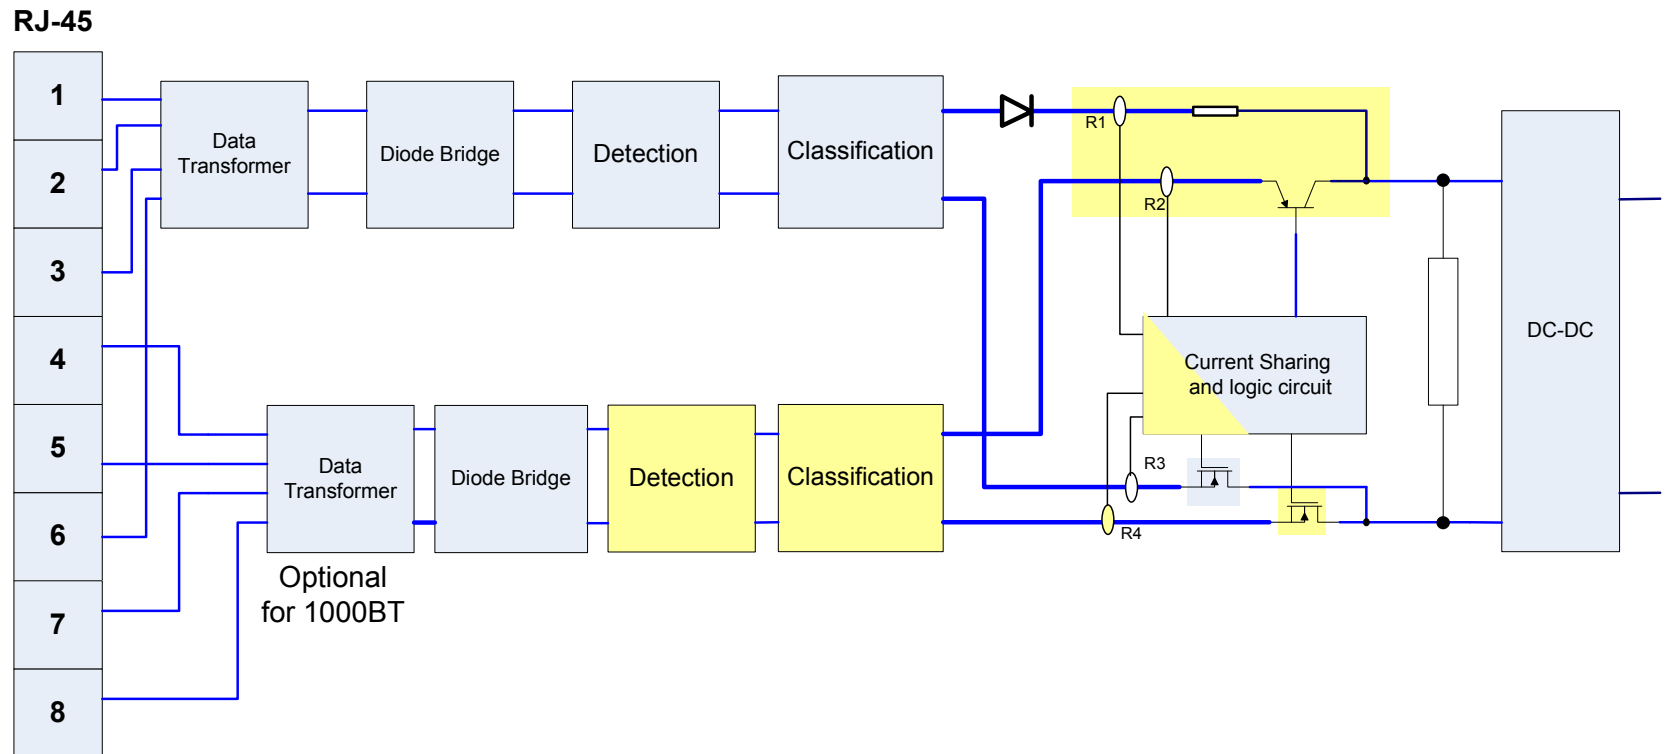 RJ-45
1
2
3
4
5
6
7
8
Data
Transformer
Diode Bridge
Detection
Classification
R1
R2
Current Sharing
and logic circuit
DC-DC
Data
Transformer
Diode Bridge
Detection
Classification
R3
R4
Optional
for 1000BT